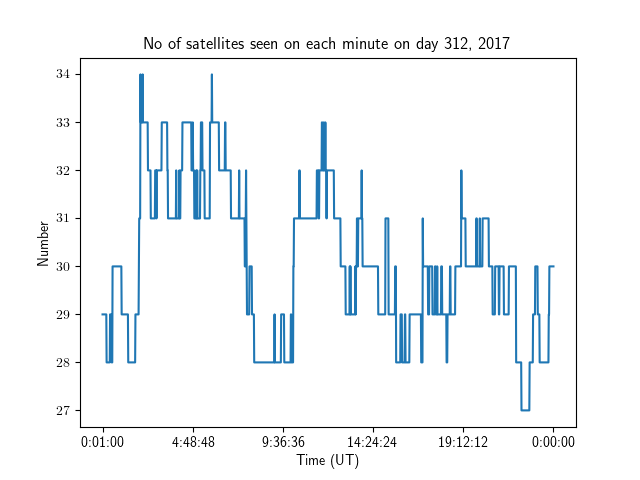 No of satellites seen on each minute on day 312, 2017
34
33
32
31
30
29
28
27
Number
0:01:00 4:48:48 9:36:36 14:24:24 19:12:12 0:00:00
Time (UT)